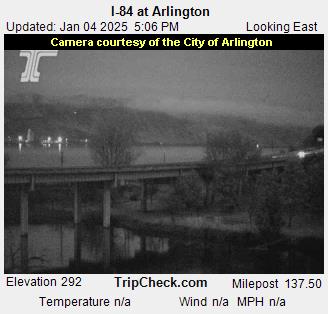 I-84 at Arlington
Updated: Jan 04 2025 5:06 PM Looking East
Camera courtesy of the City of Arlington
Elevation 292 TripCheck.com Milepost 137.50
Temperature n/a Wind n/a MPH n/a